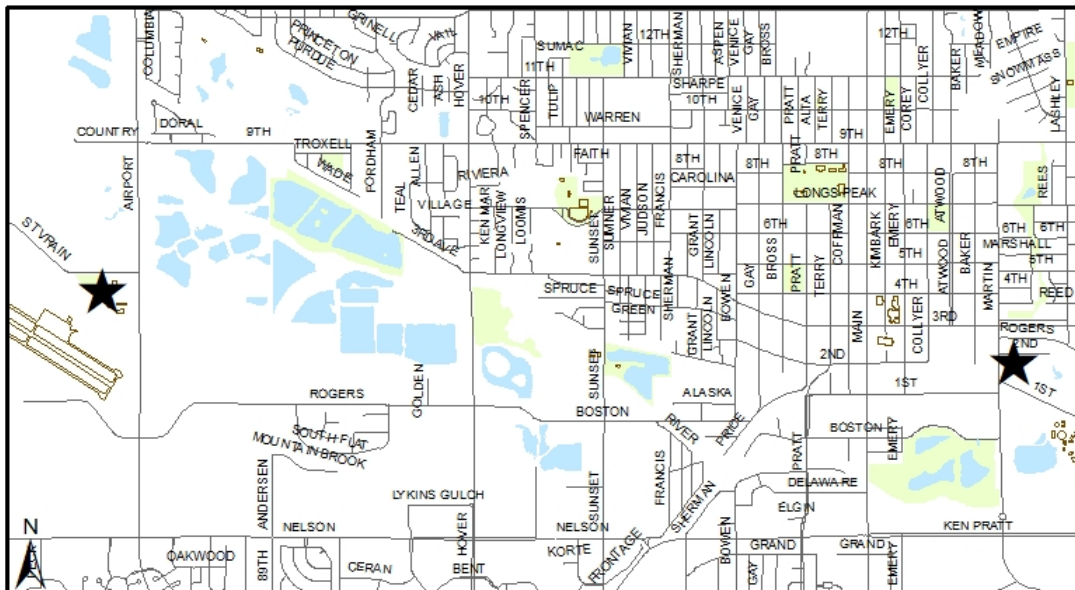 COLUMBIA
PRINCETON
PURDUE
GRINELL
VAIL
CEDAR
ASH
HOVER
SUMAC
11TH
10TH
SPENCER
TULIP
VIVIAN
12TH
SHERMAN
ASPEN
VENICE
GAY
BROSS
SHARPE
10TH
WARREN
VENICE
GAY
PRATT
ALTA
TERRY
12TH
EMERY
COREY
COLLYER
BAKER
MEADOW
EMPIRE
SNOWMASS
LASHLEY
COUNTRY
DORAL
9TH
TROXELL
WADE
FORDHAM
ALLEN
TEAL
VILLAGE
RIVIERA
3RD AVE
KENMAR
LONGVIEW
LOOMIS
FAITH
SUNSET
SUMNER
VIVIAN
JUDSON
FRANCIS
8TH
CAROLINA
8TH
PRATT
8TH
9TH
8TH
8TH
LONGS PEAK
ATWOOD
REES
AIRPORT
ST VRAIN
6TH
GRANT
LINCOLN
BROSS
GAY
PRATT
TERRY
COFFMAN
KIMBARK
EMERY
6TH
5TH
4TH
ATWOOD
BAKER
MARTIN
6TH
6TH
MARSHALL
5TH
4TH
REED
SPRUCE
SPRUCE
GREEN
SHERMAN
GRANT
LINCOLN
BOWEN
MAIN
COLLYER
3RD
ROGERS
2ND
2ND
1ST
1ST
ROGERS
GOLDEN
SUNSET
BOSTON
ALASKA
RIVER
PRICE
BOSTON
EMERY
SOUTH FLAT
MOUNTAIN BROOK
ANDERSEN
LYKINS GULCH
SUNSET
FRANCIS
SHERMAN
PRATT
DELAWARE
ELGIN
NELSON
HOVER
NELSON
KEN PRATT
N
OAKWOOD
89TH
CERAN
BENT
KORTE
FRONTAGE
BOWEN
GAY
GRAND
GRAND
EMERY